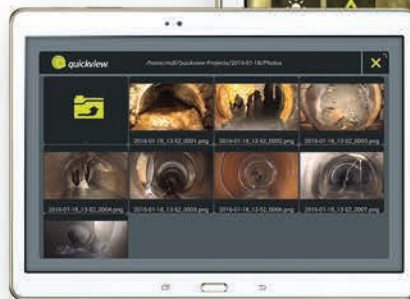 quickview
/home/mdl/Quickview-Projects/2016-01-18/Photos
2016-01-18_13-52_0001.png
2016-01-18_13-52_0002.png
2016-01-18_13-52_0003.png
2016-01-18_13-52_0004.png
2016-01-18_13-52_0005.png
2016-01-18_13-52_0006.png
2016-01-18_13-52_0007.png